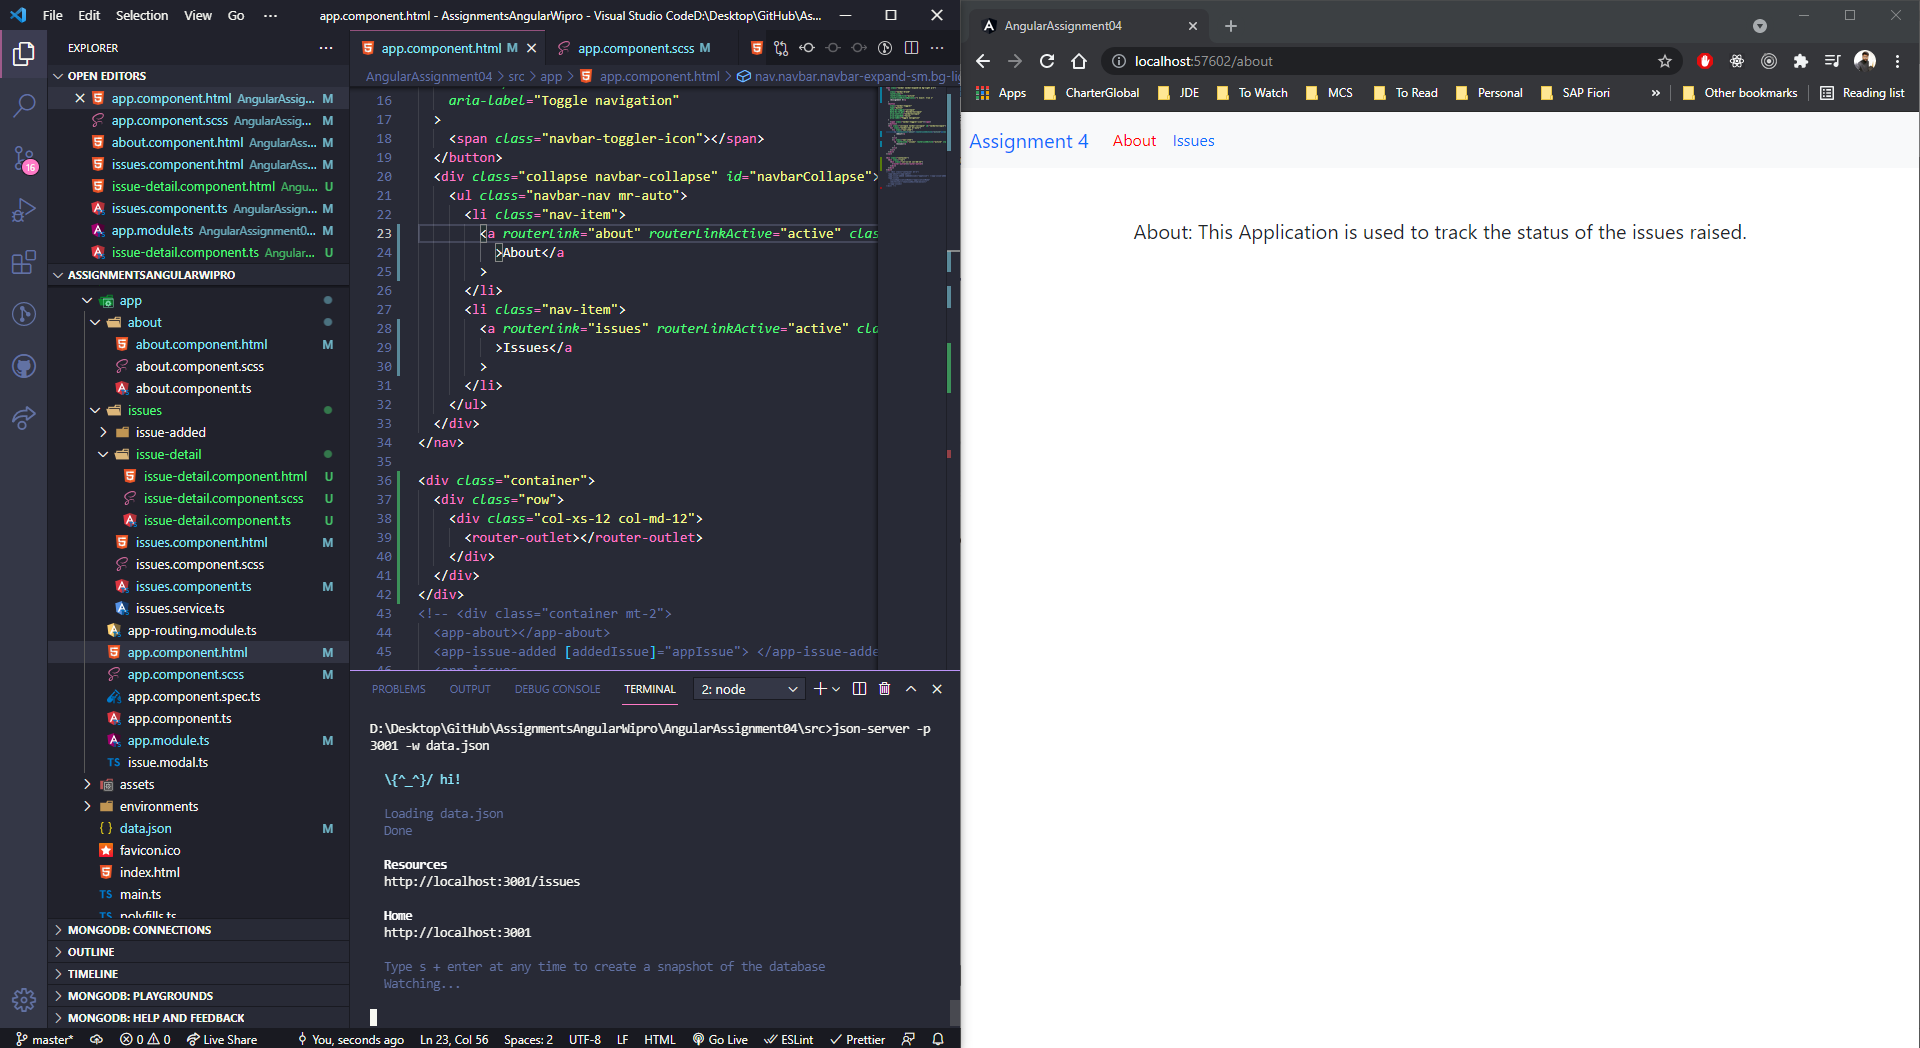 File Edit Selection View Go ··· app.component.html - AssignmentsAngularWipro - Visual Studio CodeD:\Desktop\GitHub\As...
EXPLORER
OPEN EDITORS
app.component.html AngularAssig... M
app.component.scss AngularAss... M
about.component.html AngularAss... M
issues.component.html AngularAss... M
issue-detail.component.html Angu... U
issues.component.ts AngularAssign... M
app.module.ts AngularAssignment0... M
issue-detail.component.ts Angular... U
ASSIGNMENTSANGULARWIPRO
app
about
about.component.html M
about.component.scss
about.component.ts
issues
issue-added
issue-detail
issue-detail.component.html U
issue-detail.component.scss U
issue-detail.component.ts U
issues.component.html M
issues.component.scss
issues.component.ts M
issues.service.ts
app-routing.module.ts
app.component.html M
app.component.scss M
app.component.spec.ts
app.component.ts
app.module.ts M
TS issue.modal.ts
assets
environments
{} data.json M
favicon.ico
index.html
TS main.ts
TS polyfills.ts
MONGODB: CONNECTIONS
OUTLINE
TIMELINE
MONGODB: PLAYGROUNDS
MONGODB: HELP AND FEEDBACK
16
app.component.html M app.component.scss M
AngularAssignment04 > src > app > app.component.html > nav.navbar.navbar-expand-sm.bg-lig
16 aria-label="Toggle navigation"
17 >
18 <span class="navbar-toggler-icon"></span>
19 </button>
20 <div class="collapse navbar-collapse" id="navbarCollapse">
21 <ul class="navbar-nav mr-auto">
22 <li class="nav-item">
23 <a routerLink="about" routerLinkActive="active" clas
24 >About</a
25 >
26 </li>
27 <li class="nav-item">
28 <a routerLink="issues" routerLinkActive="active" cla
29 >Issues</a
30 >
31 </li>
32 </ul>
33 </div>
34 </nav>
35
36 <div class="container">
37 <div class="row">
38 <div class="col-xs-12 col-md-12">
39 <router-outlet></router-outlet>
40 </div>
41 </div>
42 </div>
43 <!-- <div class="container mt-2">
44 <app-about></app-about>
45 <app-issue-added [addedIssue]="appIssue"> </app-issue-adde
46 <app-issues
PROBLEMS OUTPUT DEBUG CONSOLE TERMINAL 2: node
D:\Desktop\GitHub\AssignmentsAngularWipro\AngularAssignment04\src>json-server -p
3001 -w data.json
\{^_^}/ hi!
Loading data.json
Done
Resources
http://localhost:3001/issues
Home
http://localhost:3001
Type s + enter at any time to create a snapshot of the database
Watching...
master* 0 0 Live Share You, seconds ago Ln 23, Col 56 Spaces: 2 UTF-8 LF HTML Go Live ESLint Prettier
AngularAssignment04
localhost:57602/about
Apps CharterGlobal JDE To Watch MCS To Read Personal SAP Fiori » Other bookmarks Reading list
Assignment 4 About Issues
About: This Application is used to track the status of the issues raised.